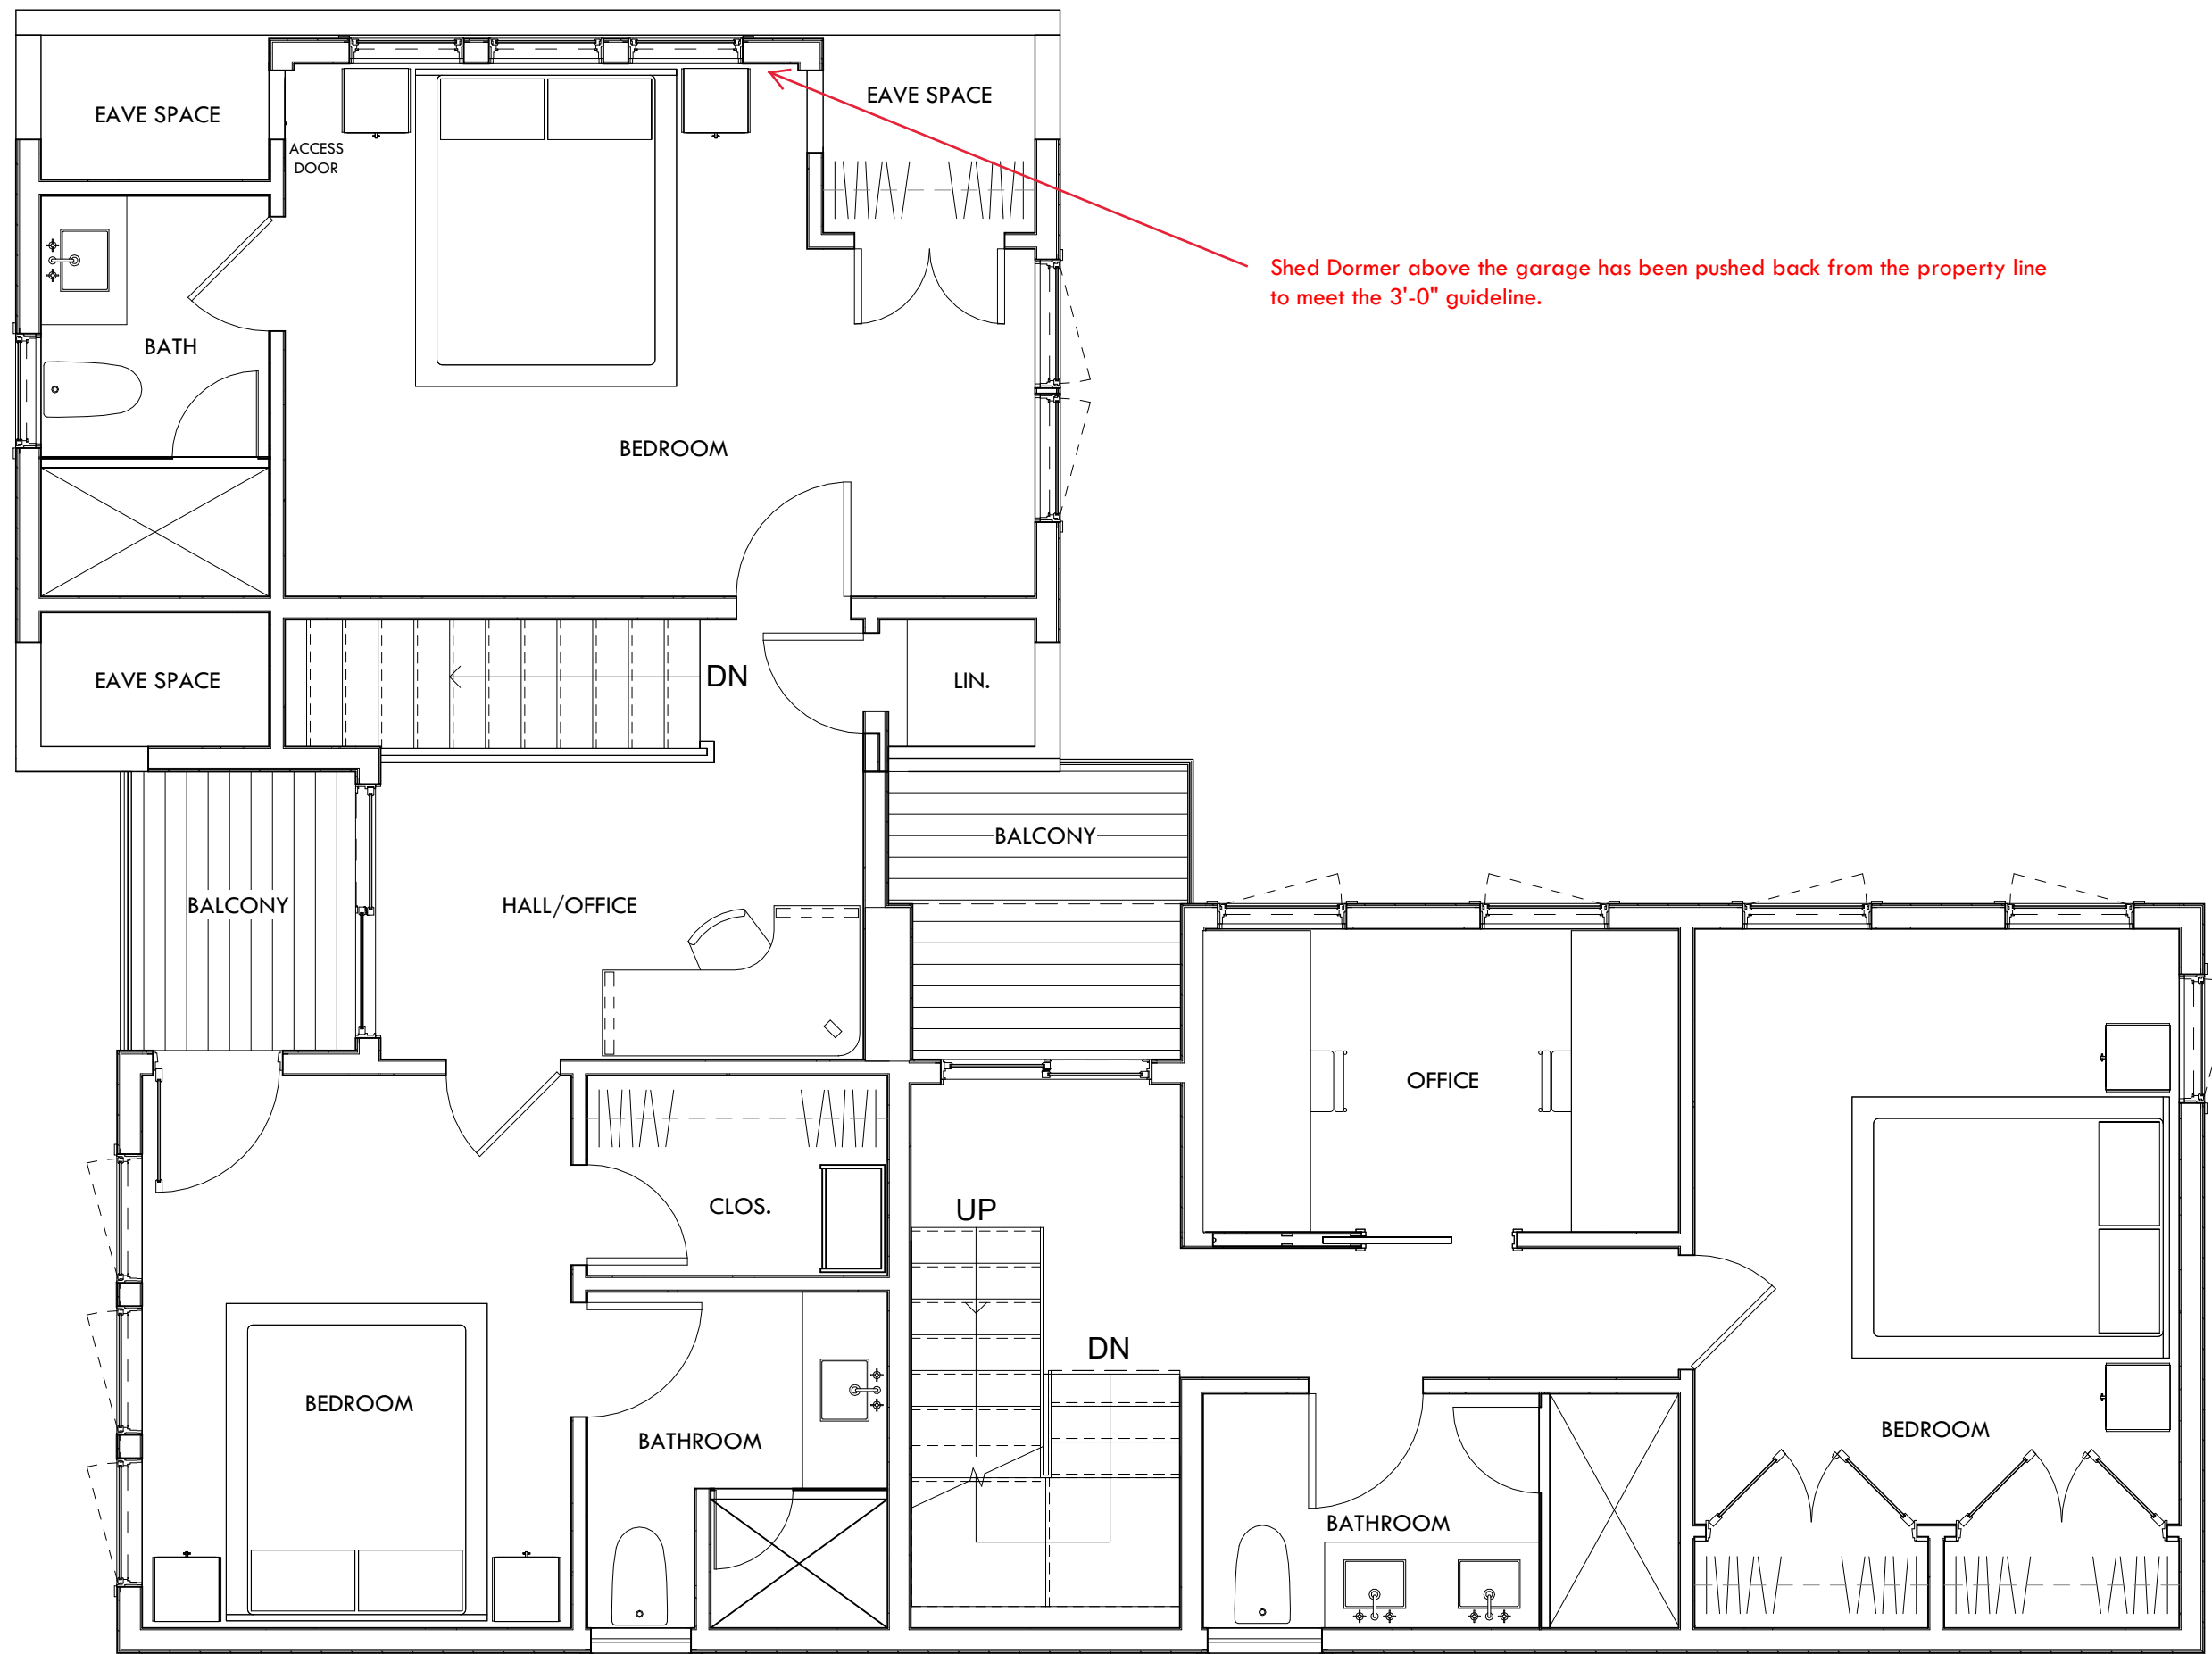 EAVE SPACE
EAVE SPACE
ACCESS
DOOR
Shed Dormer above the garage has been pushed back from the property line
to meet the 3'-0" guideline.
BATH
BEDROOM
EAVE SPACE
DN
LIN.
BALCONY
BALCONY
HALL/OFFICE
OFFICE
CLOS.
UP
DN
BEDROOM
BATHROOM
BEDROOM
BATHROOM